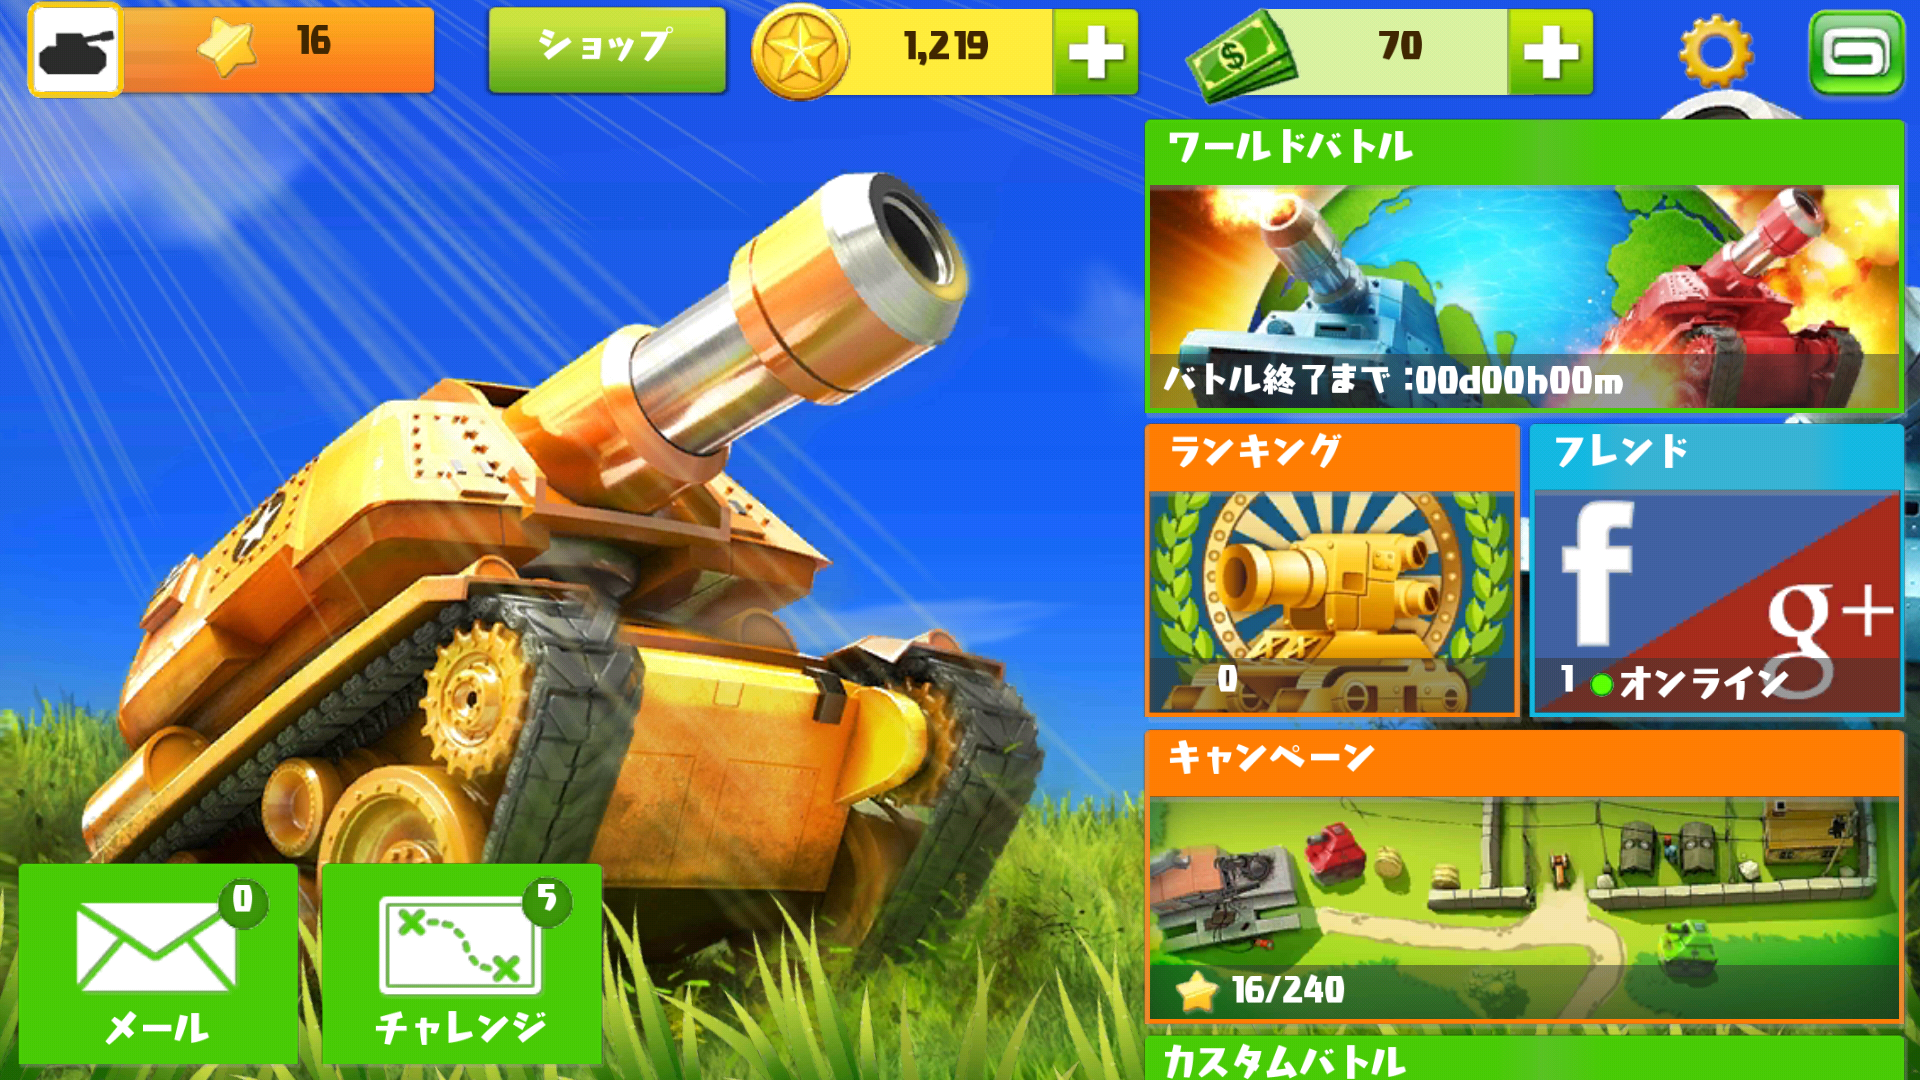 16
ショップ
1,219
70
ワールドバトル
バトル終了まで:00d00h00m
ランキング
0
フレンド
f
g+
1 オンライン
キャンペーン
16/240
0
メール
5
チャレンジ
カスタムバトル